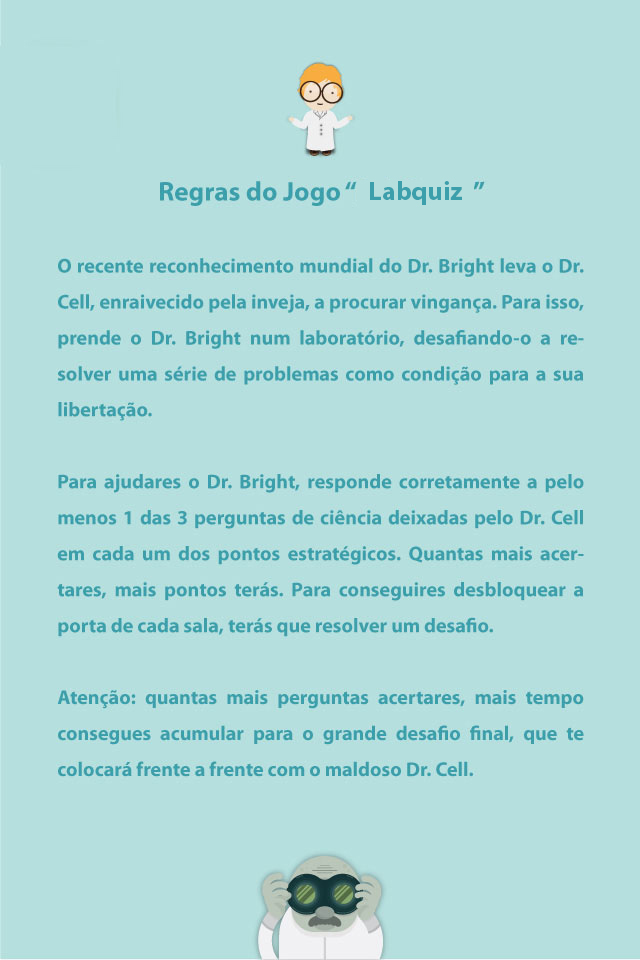 Regras do Jogo “ Labquiz ”
O recente reconhecimento mundial do Dr. Bright leva o Dr.
Cell, enraivecido pela inveja, a procurar vingança. Para isso,
prende o Dr. Bright num laboratório, desafiando-o a re-
solver uma série de problemas como condição para a sua
libertação.
Para ajudares o Dr. Bright, responde corretamente a pelo
menos 1 das 3 perguntas de ciência deixadas pelo Dr. Cell
em cada um dos pontos estratégicos. Quantas mais acer-
tares, mais pontos terás. Para conseguires desbloquear a
porta de cada sala, terás que resolver um desafio.
Atenção: quantas mais perguntas acertares, mais tempo
consegues acumular para o grande desafio final, que te
colocará frente a frente com o maldoso Dr. Cell.